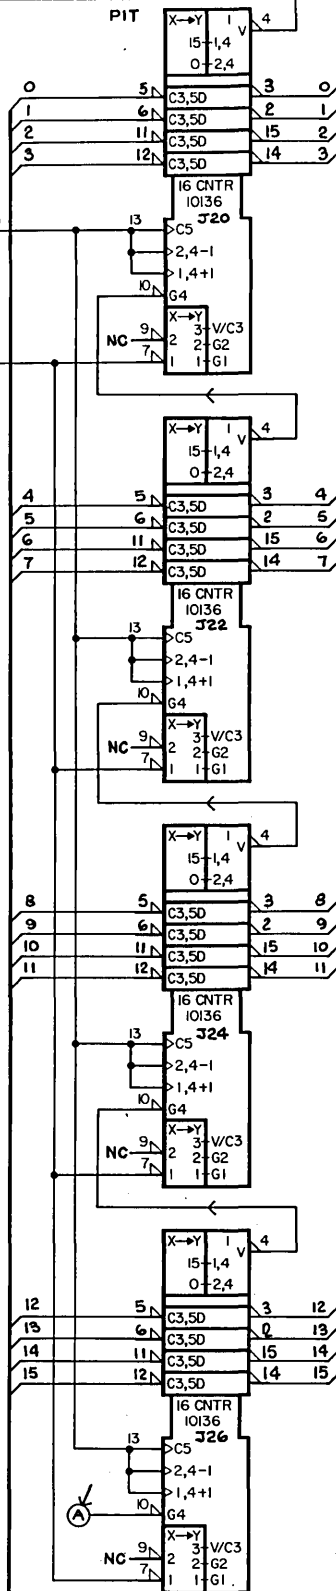 PIT
X→Y 1 4
V
15 1,4
0 2,4
0 5 C3,5D 3 0
1 6 C3,5D 2 1
2 11 C3,5D 15 2
3 12 C3,5D 14 3
16 CNTR
10136
J20
13 C5
2,4-1
1,4+1
10 G4
X→Y 3 V/C3
NC 9 2 2 G2
7 1 1 G1
X→Y 1 4
V
15 1,4
0 2,4
4 5 C3,5D 3 4
5 6 C3,5D 2 5
6 11 C3,5D 15 6
7 12 C3,5D 14 7
16 CNTR
10136
J22
13 C5
2,4-1
1,4+1
10 G4
X→Y 3 V/C3
NC 9 2 2 G2
7 1 1 G1
X→Y 1 4
V
15 1,4
0 2,4
8 5 C3,5D 3 8
9 6 C3,5D 2 9
10 11 C3,5D 15 10
11 12 C3,5D 14 11
16 CNTR
10136
J24
13 C5
2,4-1
1,4+1
10 G4
X→Y 3 V/C3
NC 9 2 2 G2
7 1 1 G1
X→Y 1 4
V
15 1,4
0 2,4
12 5 C3,5D 3 12
13 6 C3,5D 2 13
14 11 C3,5D 15 14
15 12 C3,5D 14 15
16 CNTR
10136
J26
13 C5
2,4-1
1,4+1
A 10 G4
X→Y 3 V/C3
NC 9 2 2 G2
7 1 1 G1